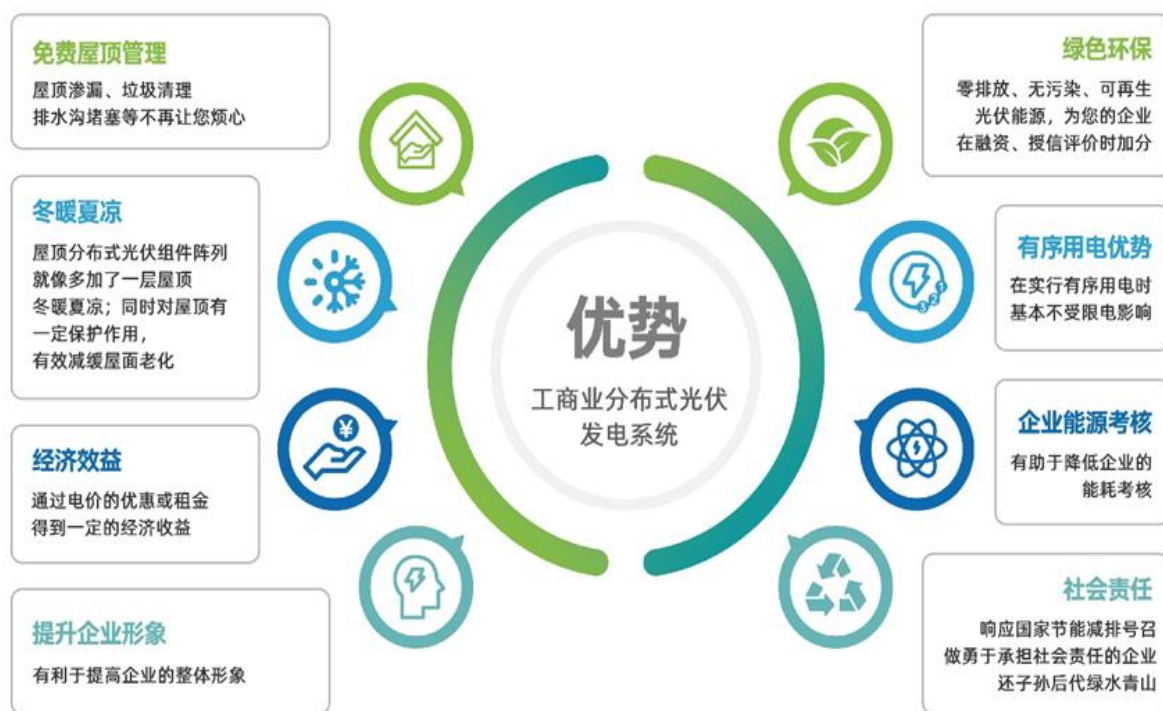 免费屋顶管理
屋顶渗漏、垃圾清理
排水沟堵塞等不再让您烦心
冬暖夏凉
屋顶分布式光伏组件阵列
就像多加了一层屋顶
冬暖夏凉；同时对屋顶有
一定保护作用，
有效减缓屋面老化
¥
经济效益
通过电价的优惠或租金
得到一定的经济收益
提升企业形象
有利于提高企业的整体形象
优势
工商业分布式光伏
发电系统
绿色环保
零排放、无污染、可再生
光伏能源，为您的企业
在融资、授信评价时加分
有序用电优势
在实行有序用电时
基本不受限电影响
3 2 1
企业能源考核
有助于降低企业的
能耗考核
社会责任
响应国家节能减排号召
做勇于承担社会责任的企业
还子孙后代绿水青山